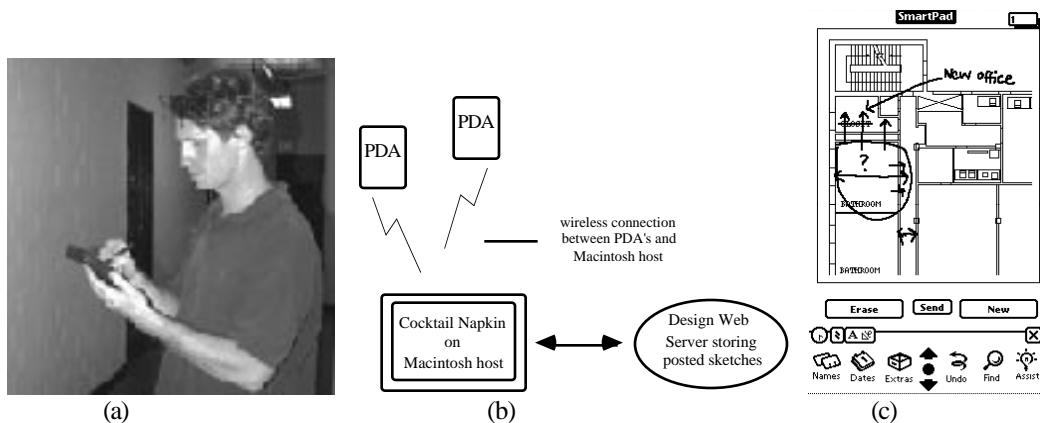 SmartPad
1
New office
CLOSET
?
BATHROOM
BATHROOM
Erase
Send
New
A
X
Names
Dates
Extras
Undo
Find
Assist
PDA
PDA
wireless connection
between PDA's and
Macintosh host
Cocktail Napkin
on
Macintosh host
Design Web
Server storing
posted sketches
(a)
(b)
(c)